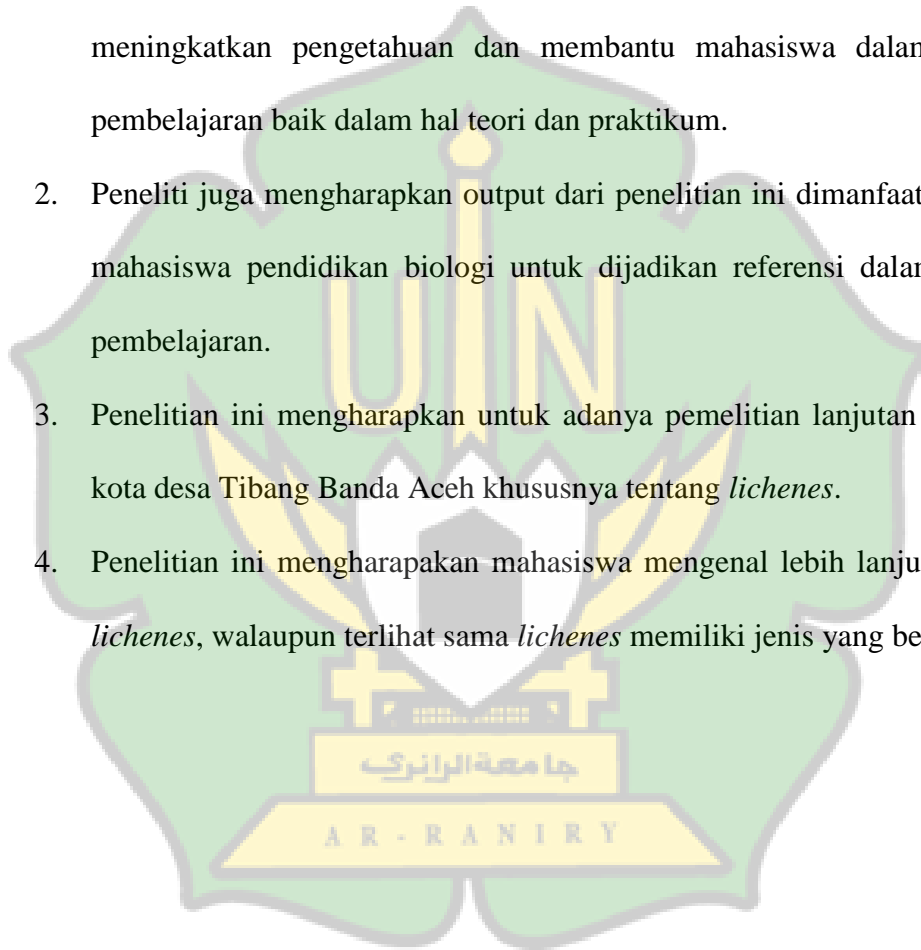 meningkatkan pengetahuan dan membantu mahasiswa dalam
pembelajaran baik dalam hal teori dan praktikum.
2. Peneliti juga mengharapkan output dari penelitian ini dimanfaat
mahasiswa pendidikan biologi untuk dijadikan referensi dalam
pembelajaran.
3. Penelitian ini mengharapkan untuk adanya pemelitian lanjutan
kota desa Tibang Banda Aceh khususnya tentang lichenes.
4. Penelitian ini mengharapakan mahasiswa mengenal lebih lanju
lichenes, walaupun terlihat sama lichenes memiliki jenis yang be
UIN
جامعة الرانري
AR-RANIRY